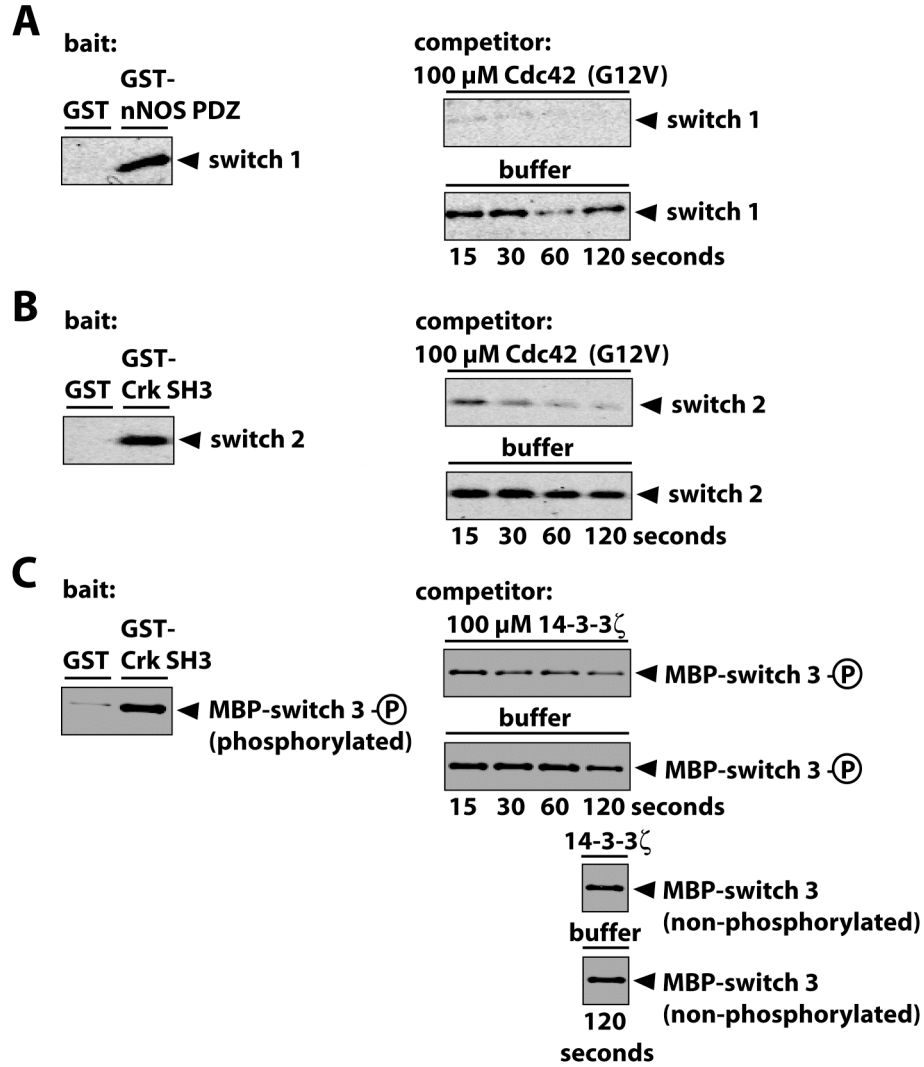 A
bait:
GST-
GST nNOS PDZ
switch 1
competitor:
100 μM Cdc42 (G12V)
switch 1
buffer
switch 1
15 30 60 120 seconds
B
bait:
GST-
GST Crk SH3
switch 2
competitor:
100 μM Cdc42 (G12V)
switch 2
buffer
switch 2
15 30 60 120 seconds
C
bait:
GST-
GST Crk SH3
MBP-switch 3 -P
(phosphorylated)
competitor:
100 μM 14-3-3ζ
MBP-switch 3 -P
buffer
MBP-switch 3 -P
15 30 60 120 seconds
14-3-3ζ
MBP-switch 3
(non-phosphorylated)
buffer
MBP-switch 3
(non-phosphorylated)
120
seconds